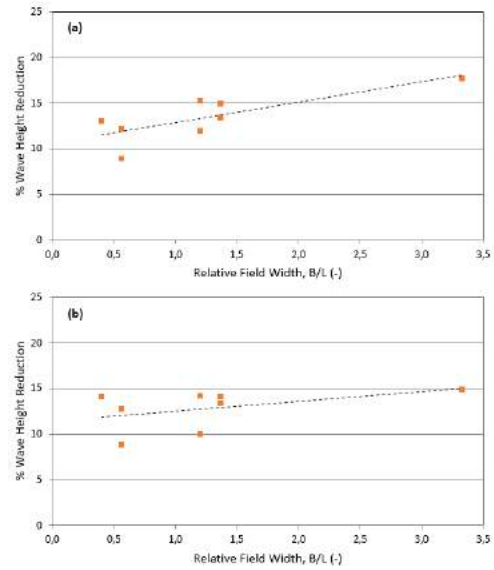 (a)
25
20
15
10
5
0
% Wave Height Reduction
0,0 0,5 1,0 1,5 2,0 2,5 3,0 3,5
Relative Field Width, B/L (-)
(b)
25
20
15
10
5
0
% Wave Height Reduction
0,0 0,5 1,0 1,5 2,0 2,5 3,0 3,5
Relative Field Width, B/L (-)